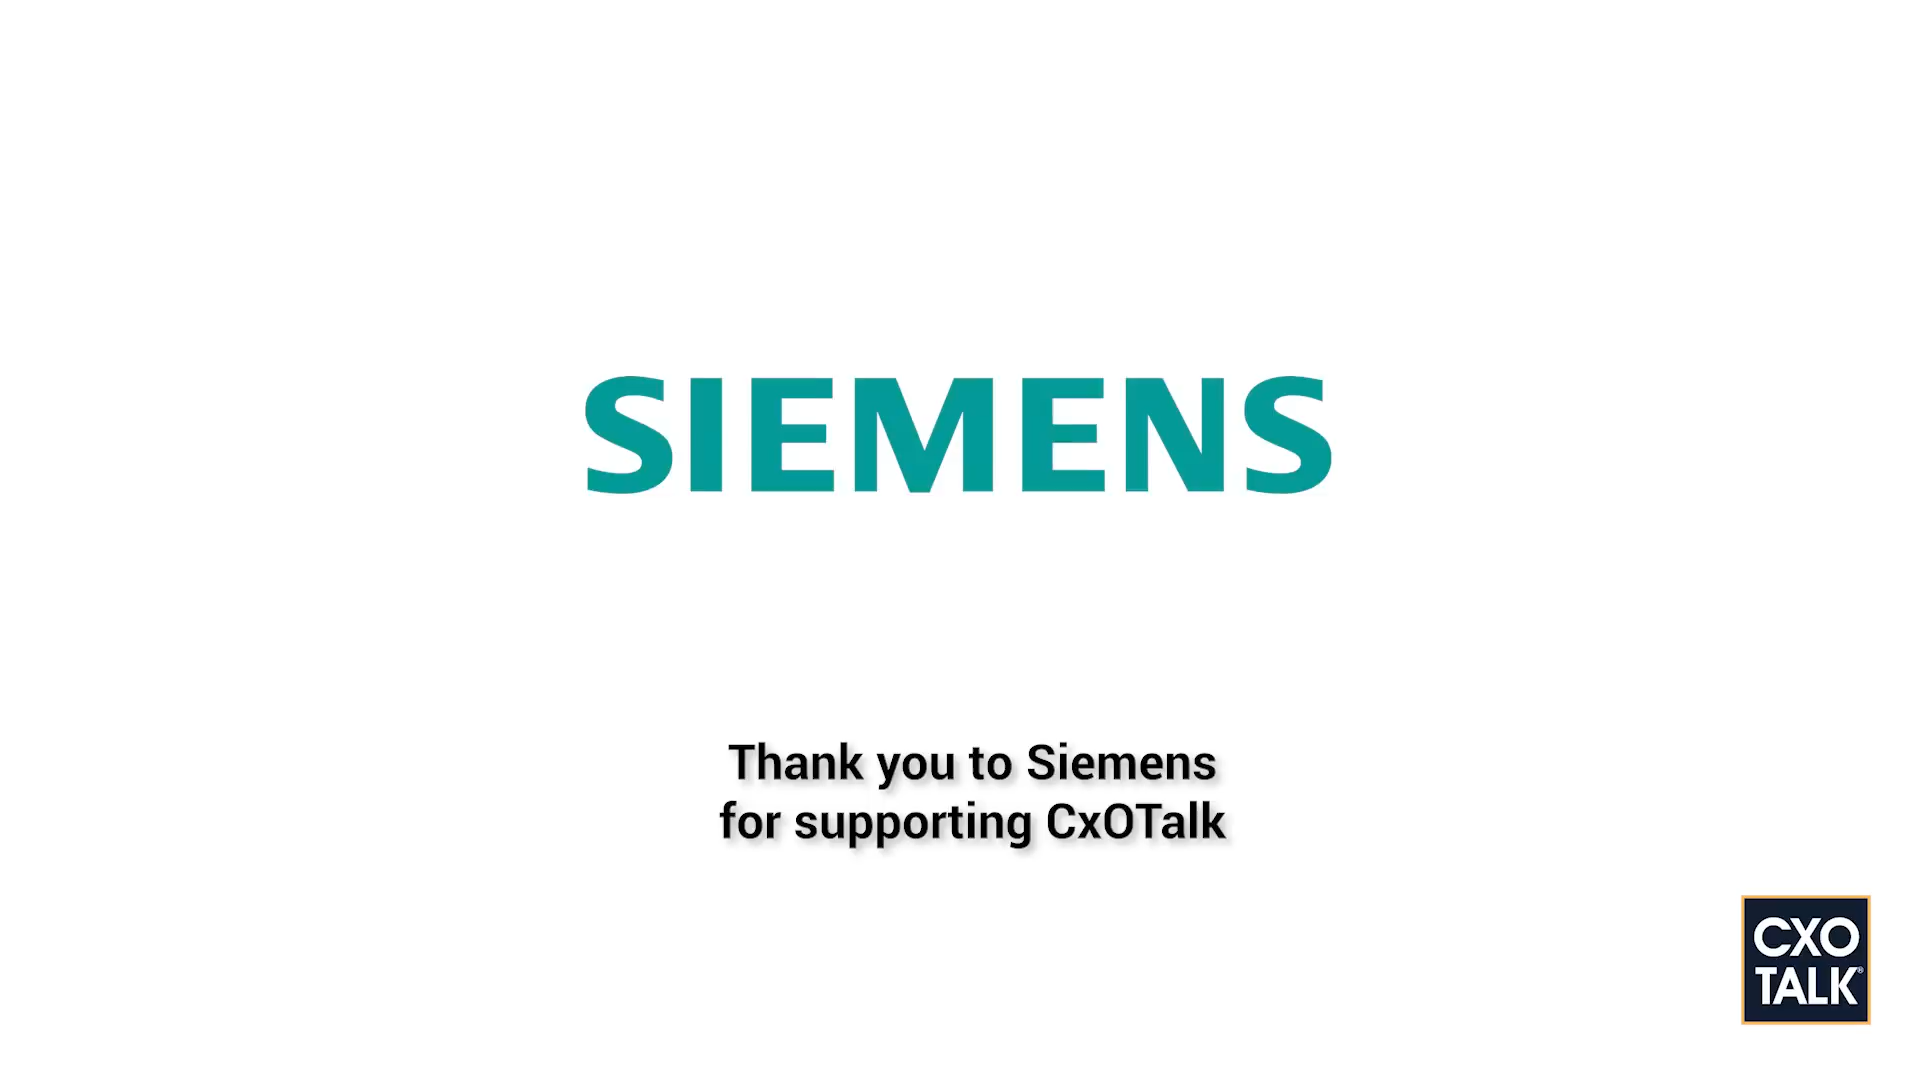 SIEMENS
Thank you to Siemens
for supporting CxOTalk
CXO
TALK®